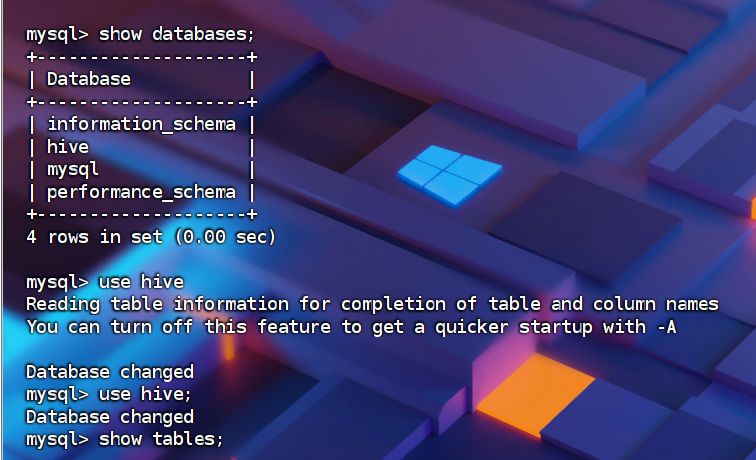 mysql> show databases;
+--------------------+
| Database           |
+--------------------+
| information_schema |
| hive               |
| mysql              |
| performance_schema |
+--------------------+
4 rows in set (0.00 sec)
mysql> use hive
Reading table information for completion of table and column names
You can turn off this feature to get a quicker startup with -A
Database changed
mysql> use hive;
Database changed
mysql> show tables;